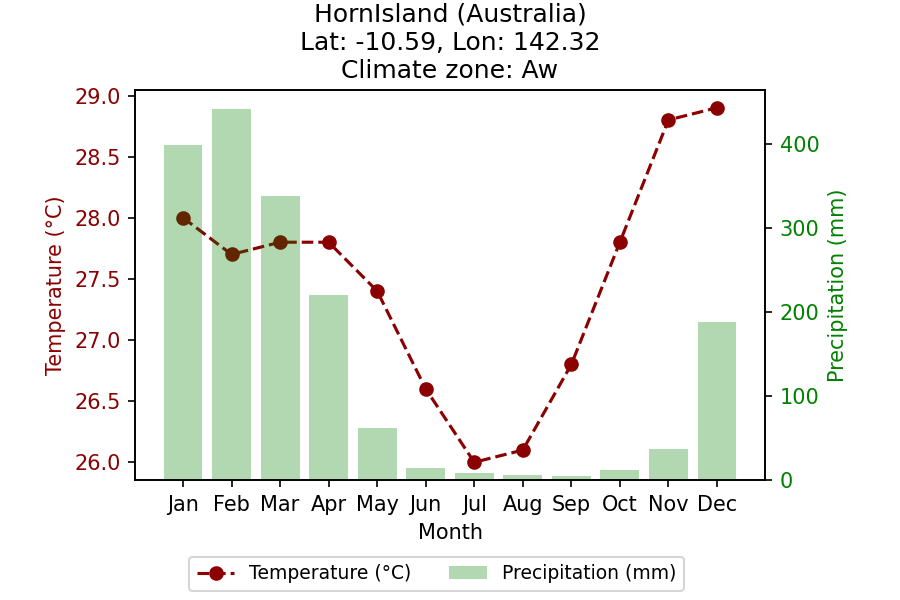 HornIsland (Australia)
Lat: -10.59, Lon: 142.32
Climate zone: Aw
29.0
28.5
28.0
27.5
27.0
26.5
26.0
Temperature (°C)
400
300
200
100
0
Precipitation (mm)
Jan Feb Mar Apr May Jun Jul Aug Sep Oct Nov Dec
Month
Temperature (°C) Precipitation (mm)